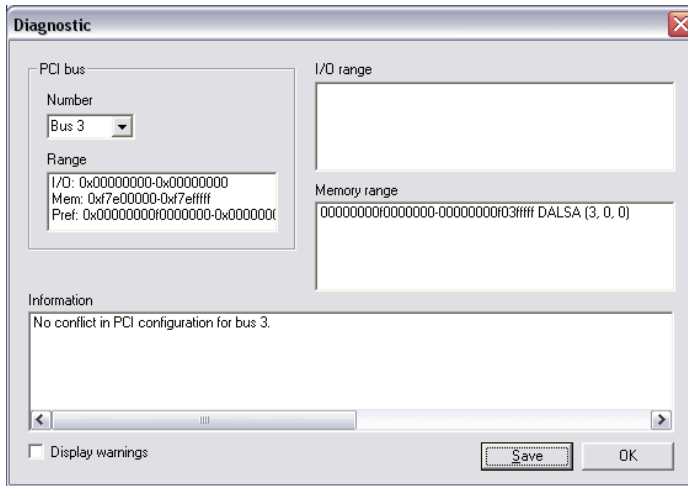 Diagnostic
PCI bus
Number
Bus 3
Range
I/O: 0x00000000-0x00000000
Mem: 0xf7e00000-0xf7efffff
Pref: 0x00000000f0000000-0x0000000(
I/O range
Memory range
00000000f0000000-00000000f03fffff DALSA (3, 0, 0)
Information
No conflict in PCI configuration for bus 3.
Display warnings
Save
OK